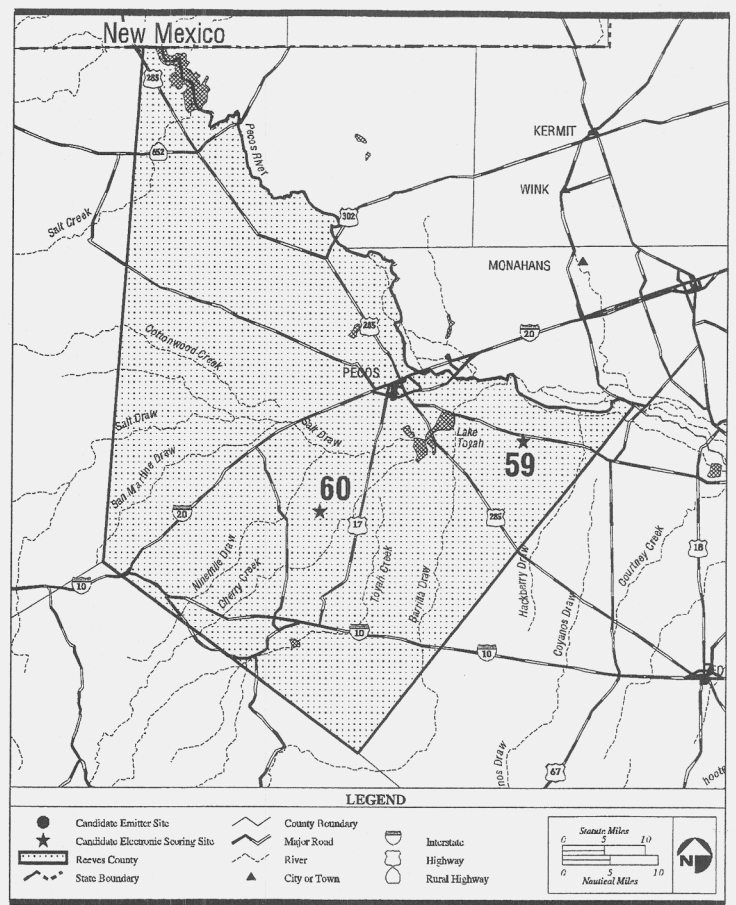 New Mexico
285
KERMIT
Pecos River
652
WINK
Salt Creek
302
MONAHANS
285
20
Cottonwood Creek
PECOS
Salt Draw
Salt Draw
Lake
Toyah
59
San Martine Draw
60
20
17
285
Ninemile Draw
Cherry Creek
Toyah Creek
Barrilla Draw
Hackberry Draw
Courtney Creek
18
10
Coyanos Draw
10
10
nos Draw
67
LEGEND
Candidate Emitter Site
Candidate Electronic Scoring Site
Reeves County
State Boundary
County Boundary
Major Road
River
City or Town
Interstate
Highway
Rural Highway
Statute Miles
0 5 10
0 5 10
Nautical Miles
N